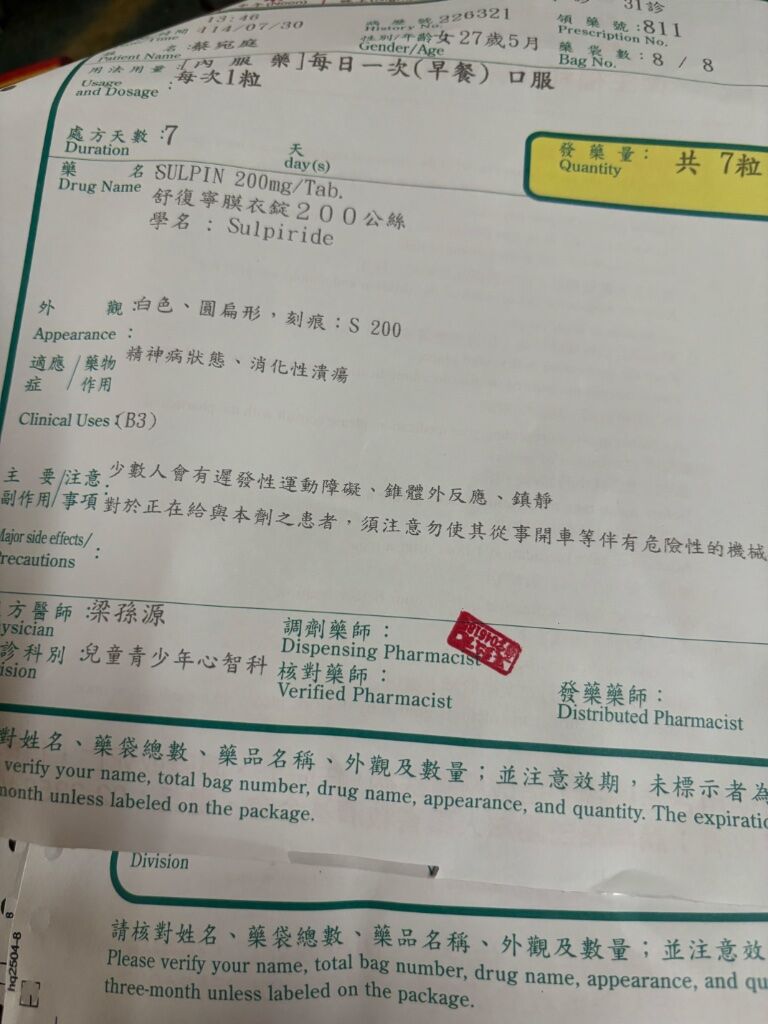 31診
13:46
時間 114/07/30
病歷號 226321
History No.
領藥號:811
Prescription No.
名 蔡宛庭
Patient Name
性別/年齡 女 27歲5月
Gender/Age
藥袋數: 8 / 8
Bag No.
用法用量 [內 服 藥]每日一次(早餐) 口服
Usage and Dosage : 每次1粒
處方天數:7 天
Duration day(s)
發藥量: 共 7粒
Quantity
藥名 SULPIN 200mg/Tab.
Drug Name 舒復寧膜衣錠200公絲
學名 : Sulpiride
外觀:白色、圓扁形，刻痕:S 200
Appearance :
適應症/藥物作用 精神病狀態、消化性潰瘍
Clinical Uses:(B3)
主要副作用/注意事項: 少數人會有遲發性運動障礙、錐體外反應、鎮靜
對於正在給與本劑之患者，須注意勿使其從事開車等伴有危險性的機械
Major side effects/
Precautions :
方醫師:梁孫源
ysician
調劑藥師:
Dispensing Pharmacist
診科別:兒童青少年心智科
ision
核對藥師:
Verified Pharmacist
發藥藥師:
Distributed Pharmacist
對姓名、藥袋總數、藥品名稱、外觀及數量；並注意效期，未標示者為
verify your name, total bag number, drug name, appearance, and quantity. The expiratio
month unless labeled on the package.
Division
請核對姓名、藥袋總數、藥品名稱、外觀及數量；並注意效
Please verify your name, total bag number, drug name, appearance, and qu
three-month unless labeled on the package.
hq2504-8 8